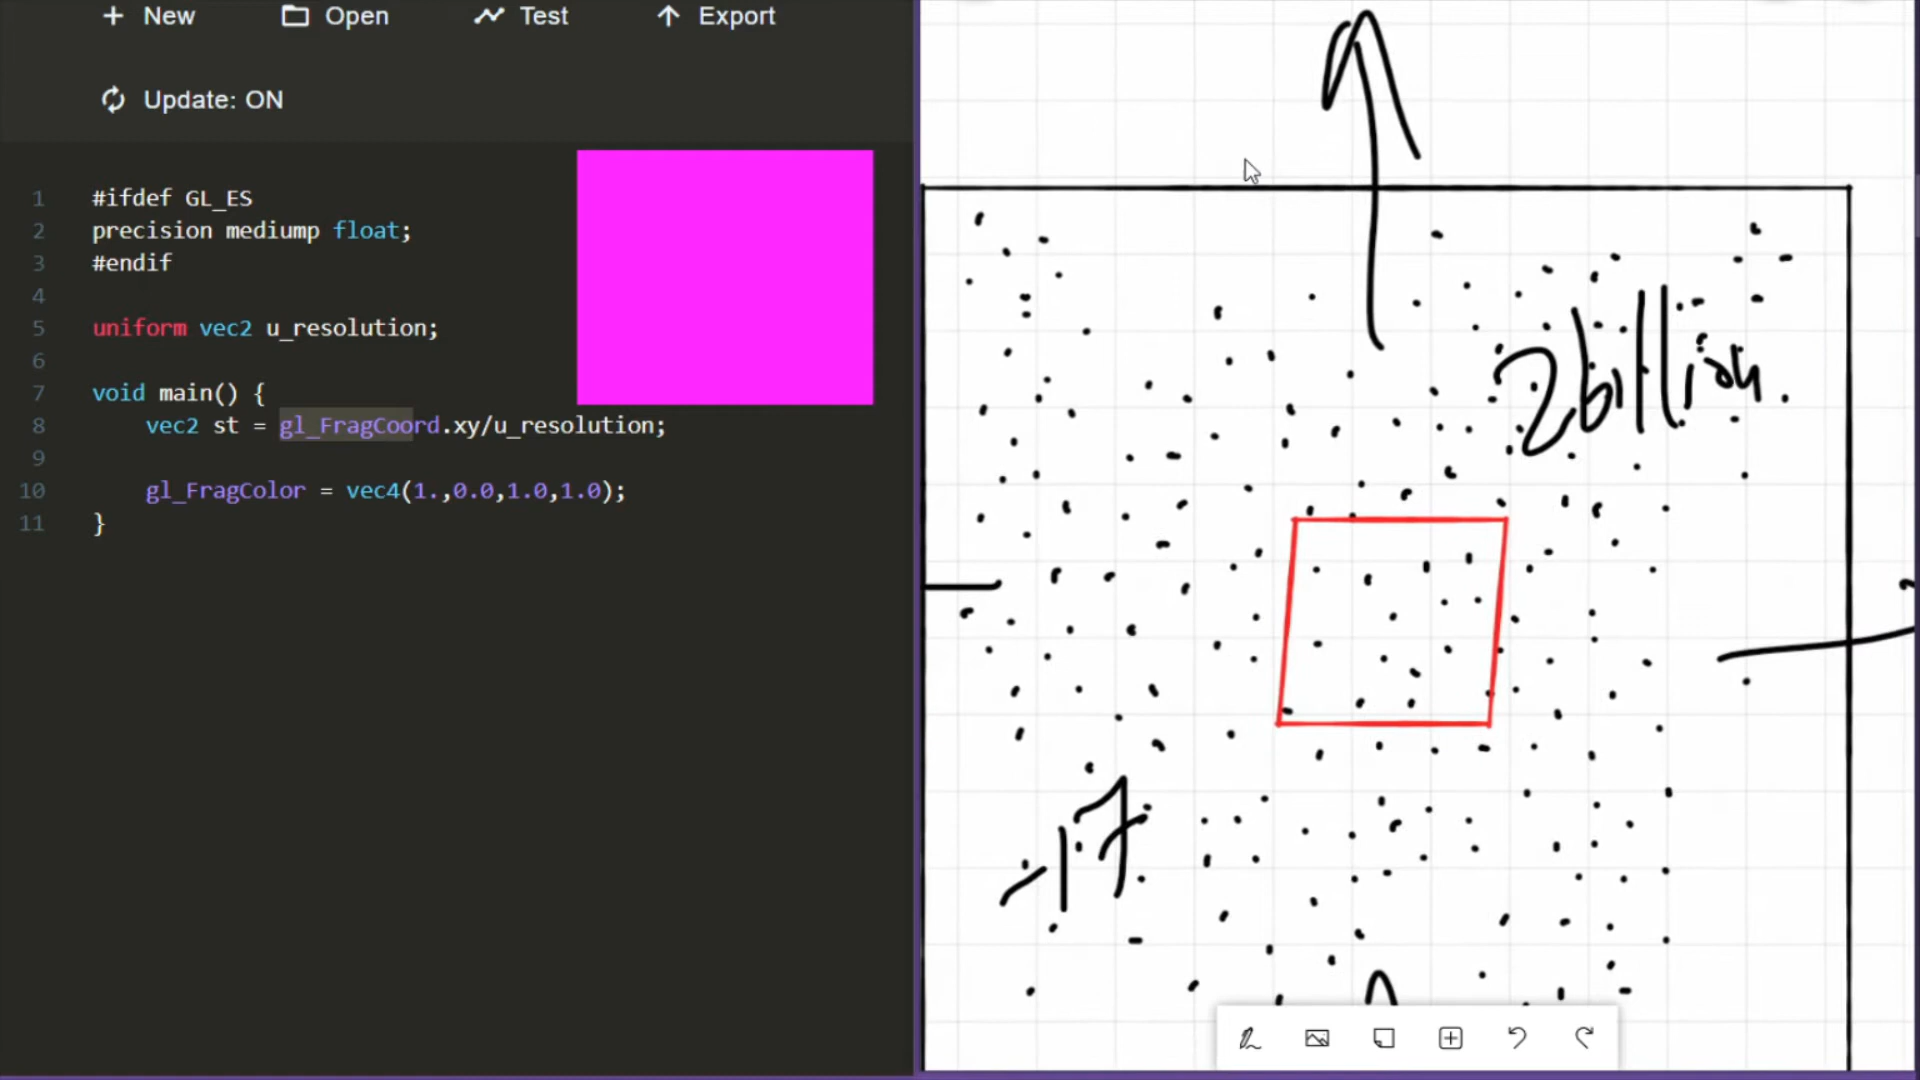 New Open Test Export
Update: ON
1 #ifdef GL_ES
2 precision mediump float;
3 #endif
4
5 uniform vec2 u_resolution;
6
7 void main() {
8 vec2 st = gl_FragCoord.xy/u_resolution;
9
10 gl_FragColor = vec4(1.,0.0,1.0,1.0);
11 }
2 billion
-17